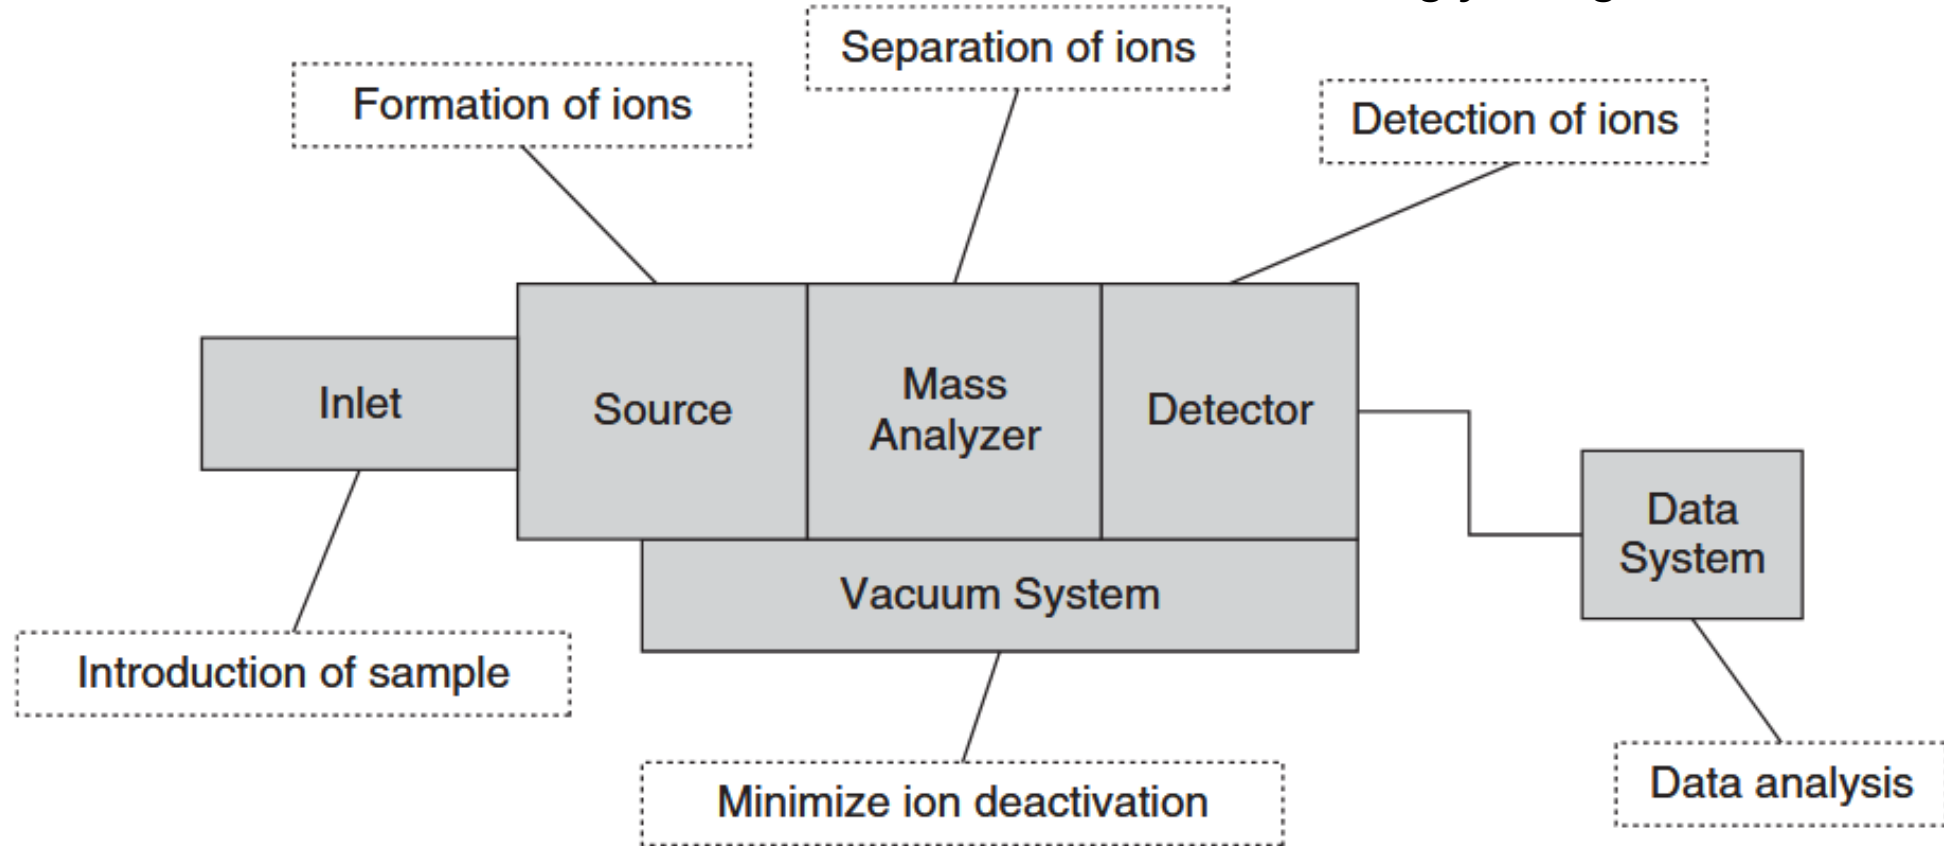 Separation of ions
Formation of ions
Detection of ions
Inlet
Source
Mass
Analyzer
Detector
Data
System
Vacuum System
Introduction of sample
Minimize ion deactivation
Data analysis